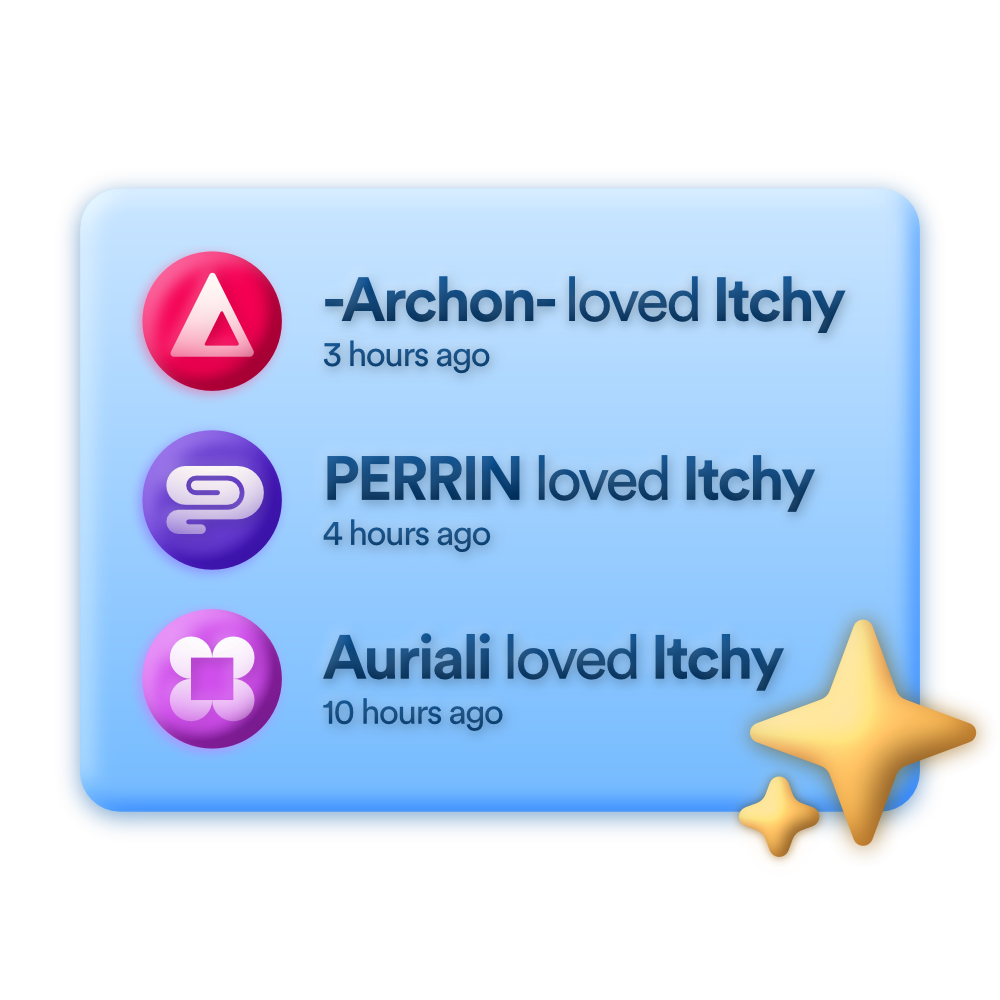 -Archon- loved Itchy
3 hours ago
PERRIN loved Itchy
4 hours ago
Auriali loved Itchy
10 hours ago